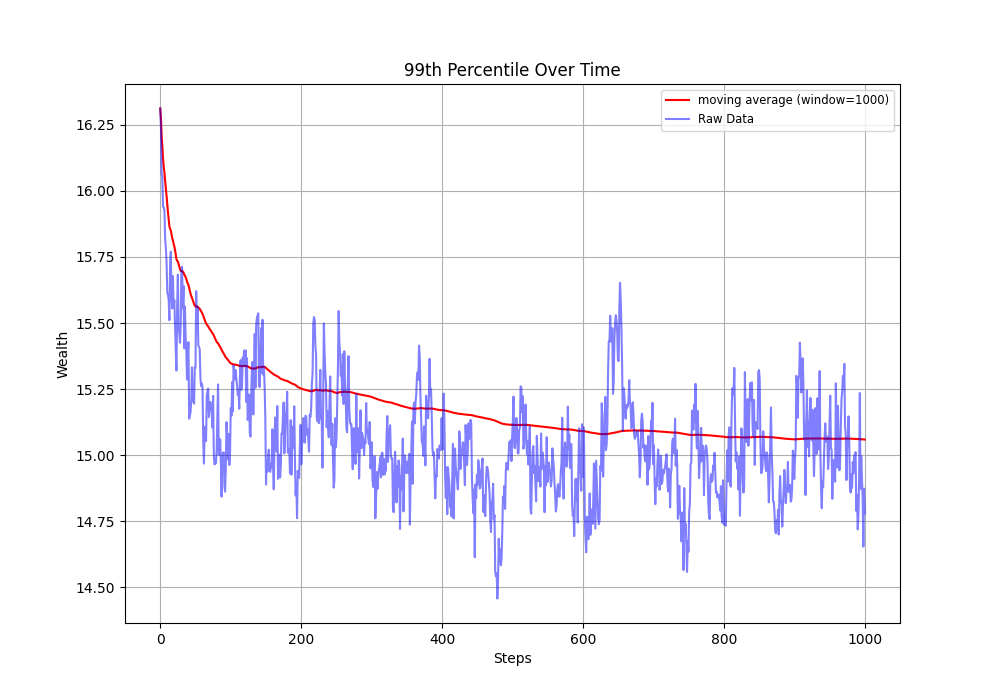 99th Percentile Over Time
moving average (window=1000)
Raw Data
Wealth
16.25
16.00
15.75
15.50
15.25
15.00
14.75
14.50
0 200 400 600 800 1000
Steps